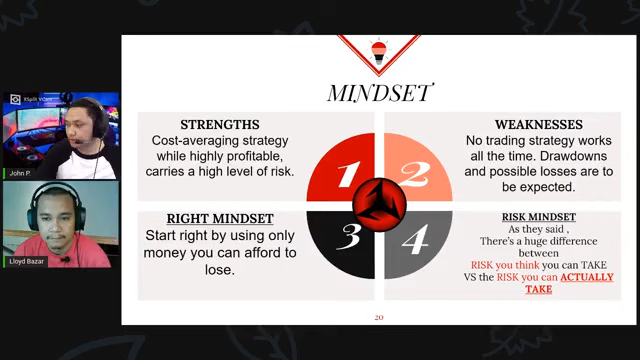 XSplit VCam
John P.
Lloyd Bazar
MINDSET
STRENGTHS
Cost-averaging strategy
while highly profitable,
carries a high level of risk.
1
2
WEAKNESSES
No trading strategy works
all the time. Drawdowns
and possible losses are to
be expected.
RIGHT MINDSET
Start right by using only
money you can afford to
lose.
3
4
RISK MINDSET
As they said ,
There's a huge difference
between
RISK you think you can TAKE
VS the RISK you can ACTUALLY
TAKE
20